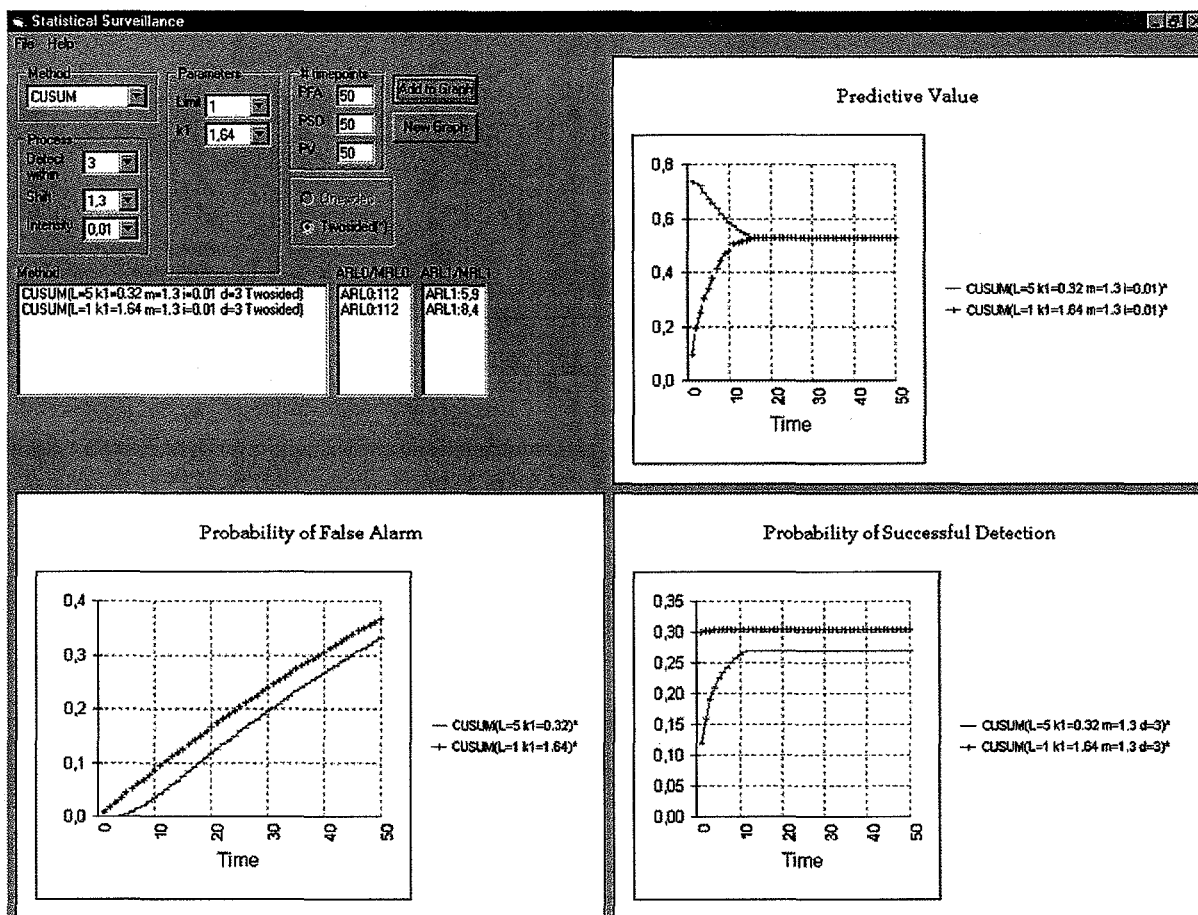 Statistical Surveillance
File Help
Method
CUSUM
Process
Detect within
3
Shift
1,3
Intensity
0,01
Parameters
Limit
1
k1
1,64
# timepoints
PFA
50
PSD
50
PV
50
Add to Graph
New Graph
Onesided
Twosided(*)
Method
CUSUM(L=5 k1=0.32 m=1.3 i=0.01 d=3 Twosided)
CUSUM(L=1 k1=1.64 m=1.3 i=0.01 d=3 Twosided)
ARL0/MRL0
ARL0:112
ARL0:112
ARL1/MRL1
ARL1:5,9
ARL1:8,4
Predictive Value
0,8
0,6
0,4
0,2
0,0
0 10 20 30 40 50
Time
CUSUM(L=5 k1=0.32 m=1.3 i=0.01)*
CUSUM(L=1 k1=1.64 m=1.3 i=0.01)*
Probability of False Alarm
0,4
0,3
0,2
0,1
0,0
0 10 20 30 40 50
Time
CUSUM(L=5 k1=0.32)*
CUSUM(L=1 k1=1.64)*
Probability of Successful Detection
0,35
0,30
0,25
0,20
0,15
0,10
0,05
0,00
0 10 20 30 40 50
Time
CUSUM(L=5 k1=0.32 m=1.3 d=3)*
CUSUM(L=1 k1=1.64 m=1.3 d=3)*